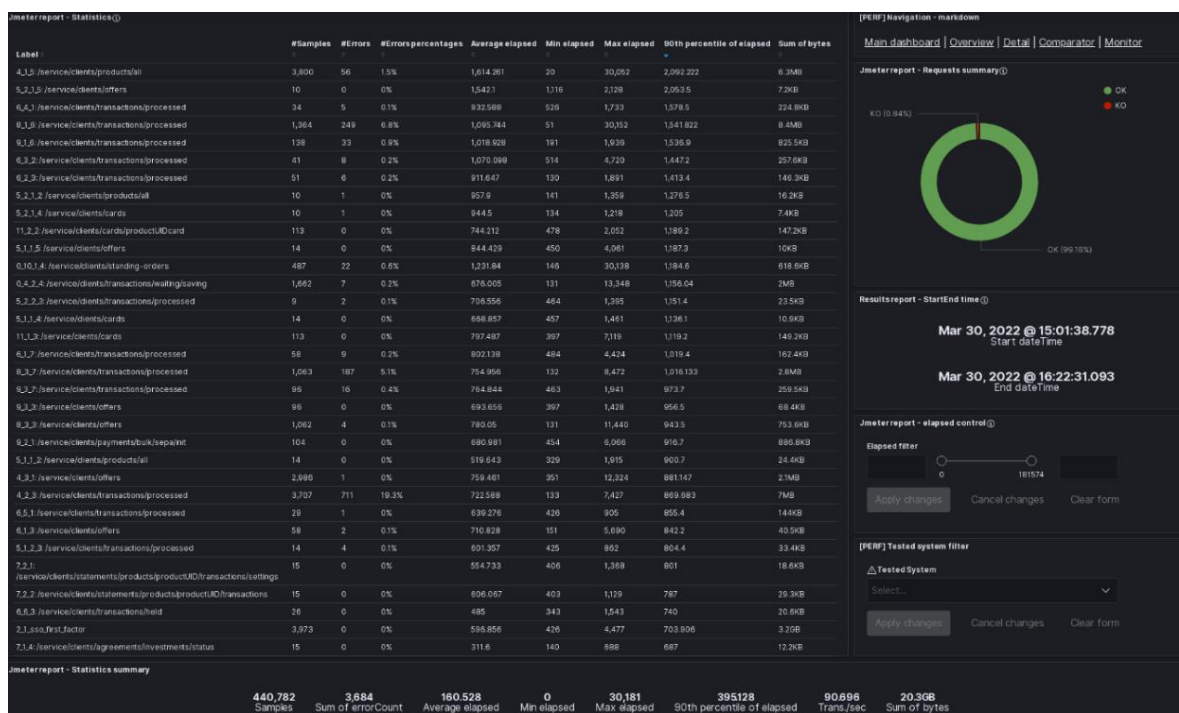 Jmeter report - Statistics
Label #Samples #Errors #Errorspercentages Average elapsed Min elapsed Max elapsed 90th percentile of elapsed Sum of bytes
4_1_5: /service/clients/products/all 3,800 56 1.5% 1,614.261 20 30,052 2,092.222 6.3MB
5_2_1_5: /service/clients/offers 10 0 0% 1,542.1 1,116 2,128 2,053.5 7.2KB
6_4_1: /service/clients/transactions/processed 34 5 0.1% 932.588 526 1,733 1,578.5 224.8KB
8_1_6: /service/clients/transactions/processed 1,364 249 6.8% 1,095.744 51 30,152 1,541.822 8.4MB
9_1_6: /service/clients/transactions/processed 138 33 0.9% 1,018.928 191 1,936 1,536.9 825.5KB
6_3_2: /service/clients/transactions/processed 41 8 0.2% 1,070.098 514 4,720 1,447.2 257.6KB
6_2_3: /service/clients/transactions/processed 51 6 0.2% 911.647 130 1,891 1,413.4 146.3KB
5_2_1_2: /service/clients/products/all 10 1 0% 957.9 141 1,359 1,276.5 16.2KB
5_2_1_4: /service/clients/cards 10 1 0% 944.5 134 1,218 1,205 7.4KB
11_2_2: /service/clients/cards/productUIDcard 113 0 0% 744.212 478 2,052 1,189.2 147.2KB
5_1_1_5: /service/clients/offers 14 0 0% 844.429 450 4,061 1,187.3 10KB
0_10_1_4: /service/clients/standing-orders 487 22 0.6% 1,231.84 146 30,138 1,184.6 618.6KB
0_4_2_4: /service/clients/transactions/waiting/saving 1,662 7 0.2% 676.005 131 13,348 1,156.04 2MB
5_2_2_3: /service/clients/transactions/processed 9 2 0.1% 706.556 464 1,395 1,151.4 23.5KB
5_1_1_4: /service/clients/cards 14 0 0% 668.857 457 1,461 1,136.1 10.9KB
11_1_3: /service/clients/cards 113 0 0% 797.487 397 7,119 1,119.2 149.2KB
6_1_7: /service/clients/transactions/processed 58 9 0.2% 802.138 484 4,424 1,019.4 162.4KB
8_3_7: /service/clients/transactions/processed 1,063 187 5.1% 754.956 132 8,472 1,016.133 2.8MB
9_3_7: /service/clients/transactions/processed 96 16 0.4% 764.844 463 1,941 973.7 259.5KB
9_3_3: /service/clients/offers 96 0 0% 693.656 397 1,428 956.5 68.4KB
8_3_3: /service/clients/offers 1,062 4 0.1% 780.05 131 11,440 943.5 753.6KB
9_2_1: /service/clients/payments/bulk/sepa/init 104 0 0% 680.981 454 6,066 916.7 886.8KB
5_1_1_2: /service/clients/products/all 14 0 0% 519.643 329 1,915 900.7 24.4KB
4_3_1: /service/clients/offers 2,986 1 0% 759.461 351 12,324 881.147 2.1MB
4_2_3: /service/clients/transactions/processed 3,707 711 19.3% 722.588 133 7,427 869.683 7MB
6_5_1: /service/clients/transactions/processed 29 1 0% 639.276 426 905 855.4 144KB
6_1_3: /service/clients/offers 58 2 0.1% 710.828 151 5,690 842.2 40.5KB
5_1_2_3: /service/clients/transactions/processed 14 4 0.1% 601.357 425 862 804.4 33.4KB
7_2_1: /service/clients/statements/products/productUID/transactions/settings 15 0 0% 554.733 406 1,368 801 18.6KB
7_2_2: /service/clients/statements/products/productUID/transactions 15 0 0% 606.067 403 1,129 787 29.3KB
6_6_3: /service/clients/transactions/held 26 0 0% 485 343 1,543 740 20.6KB
2_1_sso_first_factor 3,973 0 0% 596.856 426 4,477 703.906 3.2GB
7_1_4: /service/clients/agreements/investments/status 15 0 0% 311.6 140 688 687 12.2KB
[PERF] Navigation - markdown
Main dashboard | Overview | Detail | Comparator | Monitor
Jmeter report - Requests summary
OK
KO
KO (0.84%)
OK (99.16%)
Results report - StartEnd time
Mar 30, 2022 @ 15:01:38.778
Start dateTime
Mar 30, 2022 @ 16:22:31.093
End dateTime
Jmeter report - elapsed control
Elapsed filter
0 181574
Apply changes Cancel changes Clear form
[PERF] Tested system filter
Tested System
Select...
Apply changes Cancel changes Clear form
Jmeter report - Statistics summary
440,782 3,684 160.528 0 30,181 395.128 90.696 20.3GB
Samples Sum of errorCount Average elapsed Min elapsed Max elapsed 90th percentile of elapsed Trans./sec Sum of bytes